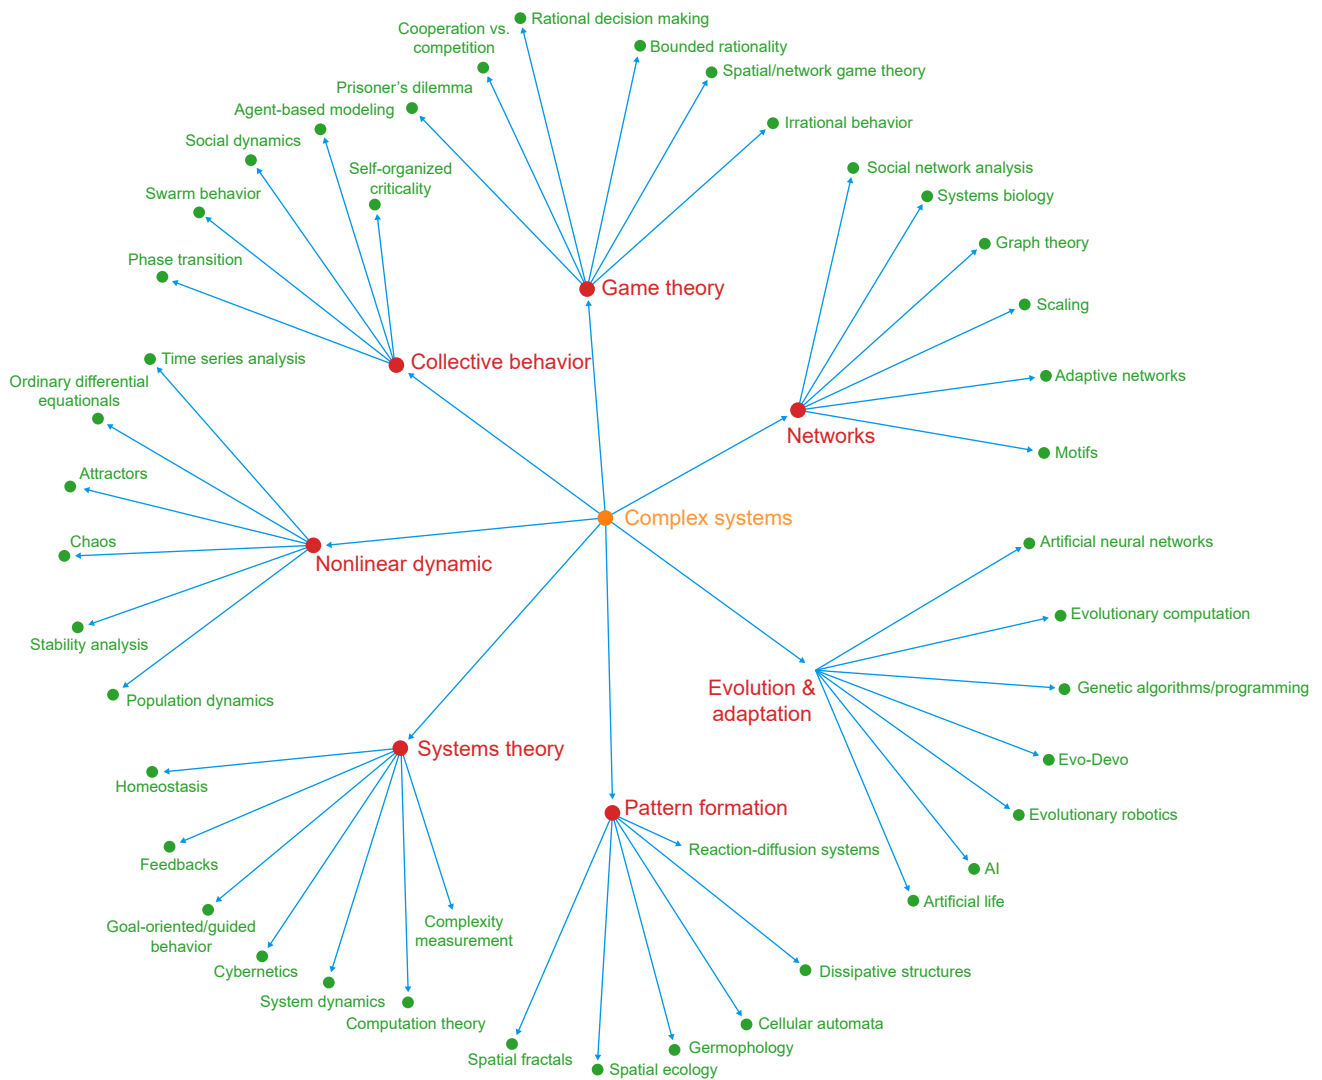 Rational decision making
Cooperation vs.
competition
Bounded rationality
Spatial/network game theory
Prisoner's dilemma
Agent-based modeling
Irrational behavior
Social dynamics
Self-organized
criticality
Social network analysis
Swarm behavior
Systems biology
Graph theory
Phase transition
Game theory
Scaling
Time series analysis
Collective behavior
Ordinary differential
equationals
Adaptive networks
Networks
Motifs
Attractors
Complex systems
Chaos
Artificial neural networks
Nonlinear dynamic
Evolutionary computation
Stability analysis
Evolution &
adaptation
Genetic algorithms/programming
Population dynamics
Systems theory
Evo-Devo
Homeostasis
Pattern formation
Evolutionary robotics
Reaction-diffusion systems
Feedbacks
AI
Artificial life
Goal-oriented/guided
behavior
Complexity
measurement
Cybernetics
Dissipative structures
System dynamics
Computation theory
Cellular automata
Germophology
Spatial fractals
Spatial ecology